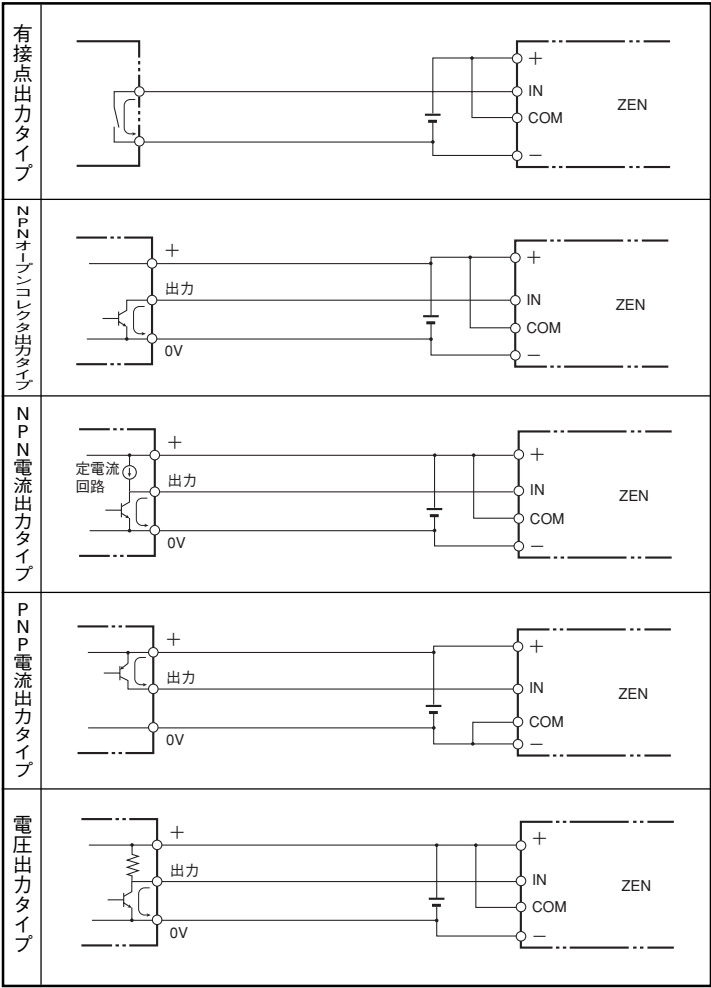 有接点出力タイプ
+
IN
COM
−
ZEN
NPNオープンコレクタ出力タイプ
+
出力
0V
+
IN
COM
−
ZEN
NPN電流出力タイプ
定電流
回路
+
出力
0V
+
IN
COM
−
ZEN
PNP電流出力タイプ
+
出力
0V
+
IN
COM
−
ZEN
電圧出力タイプ
+
出力
0V
+
IN
COM
−
ZEN